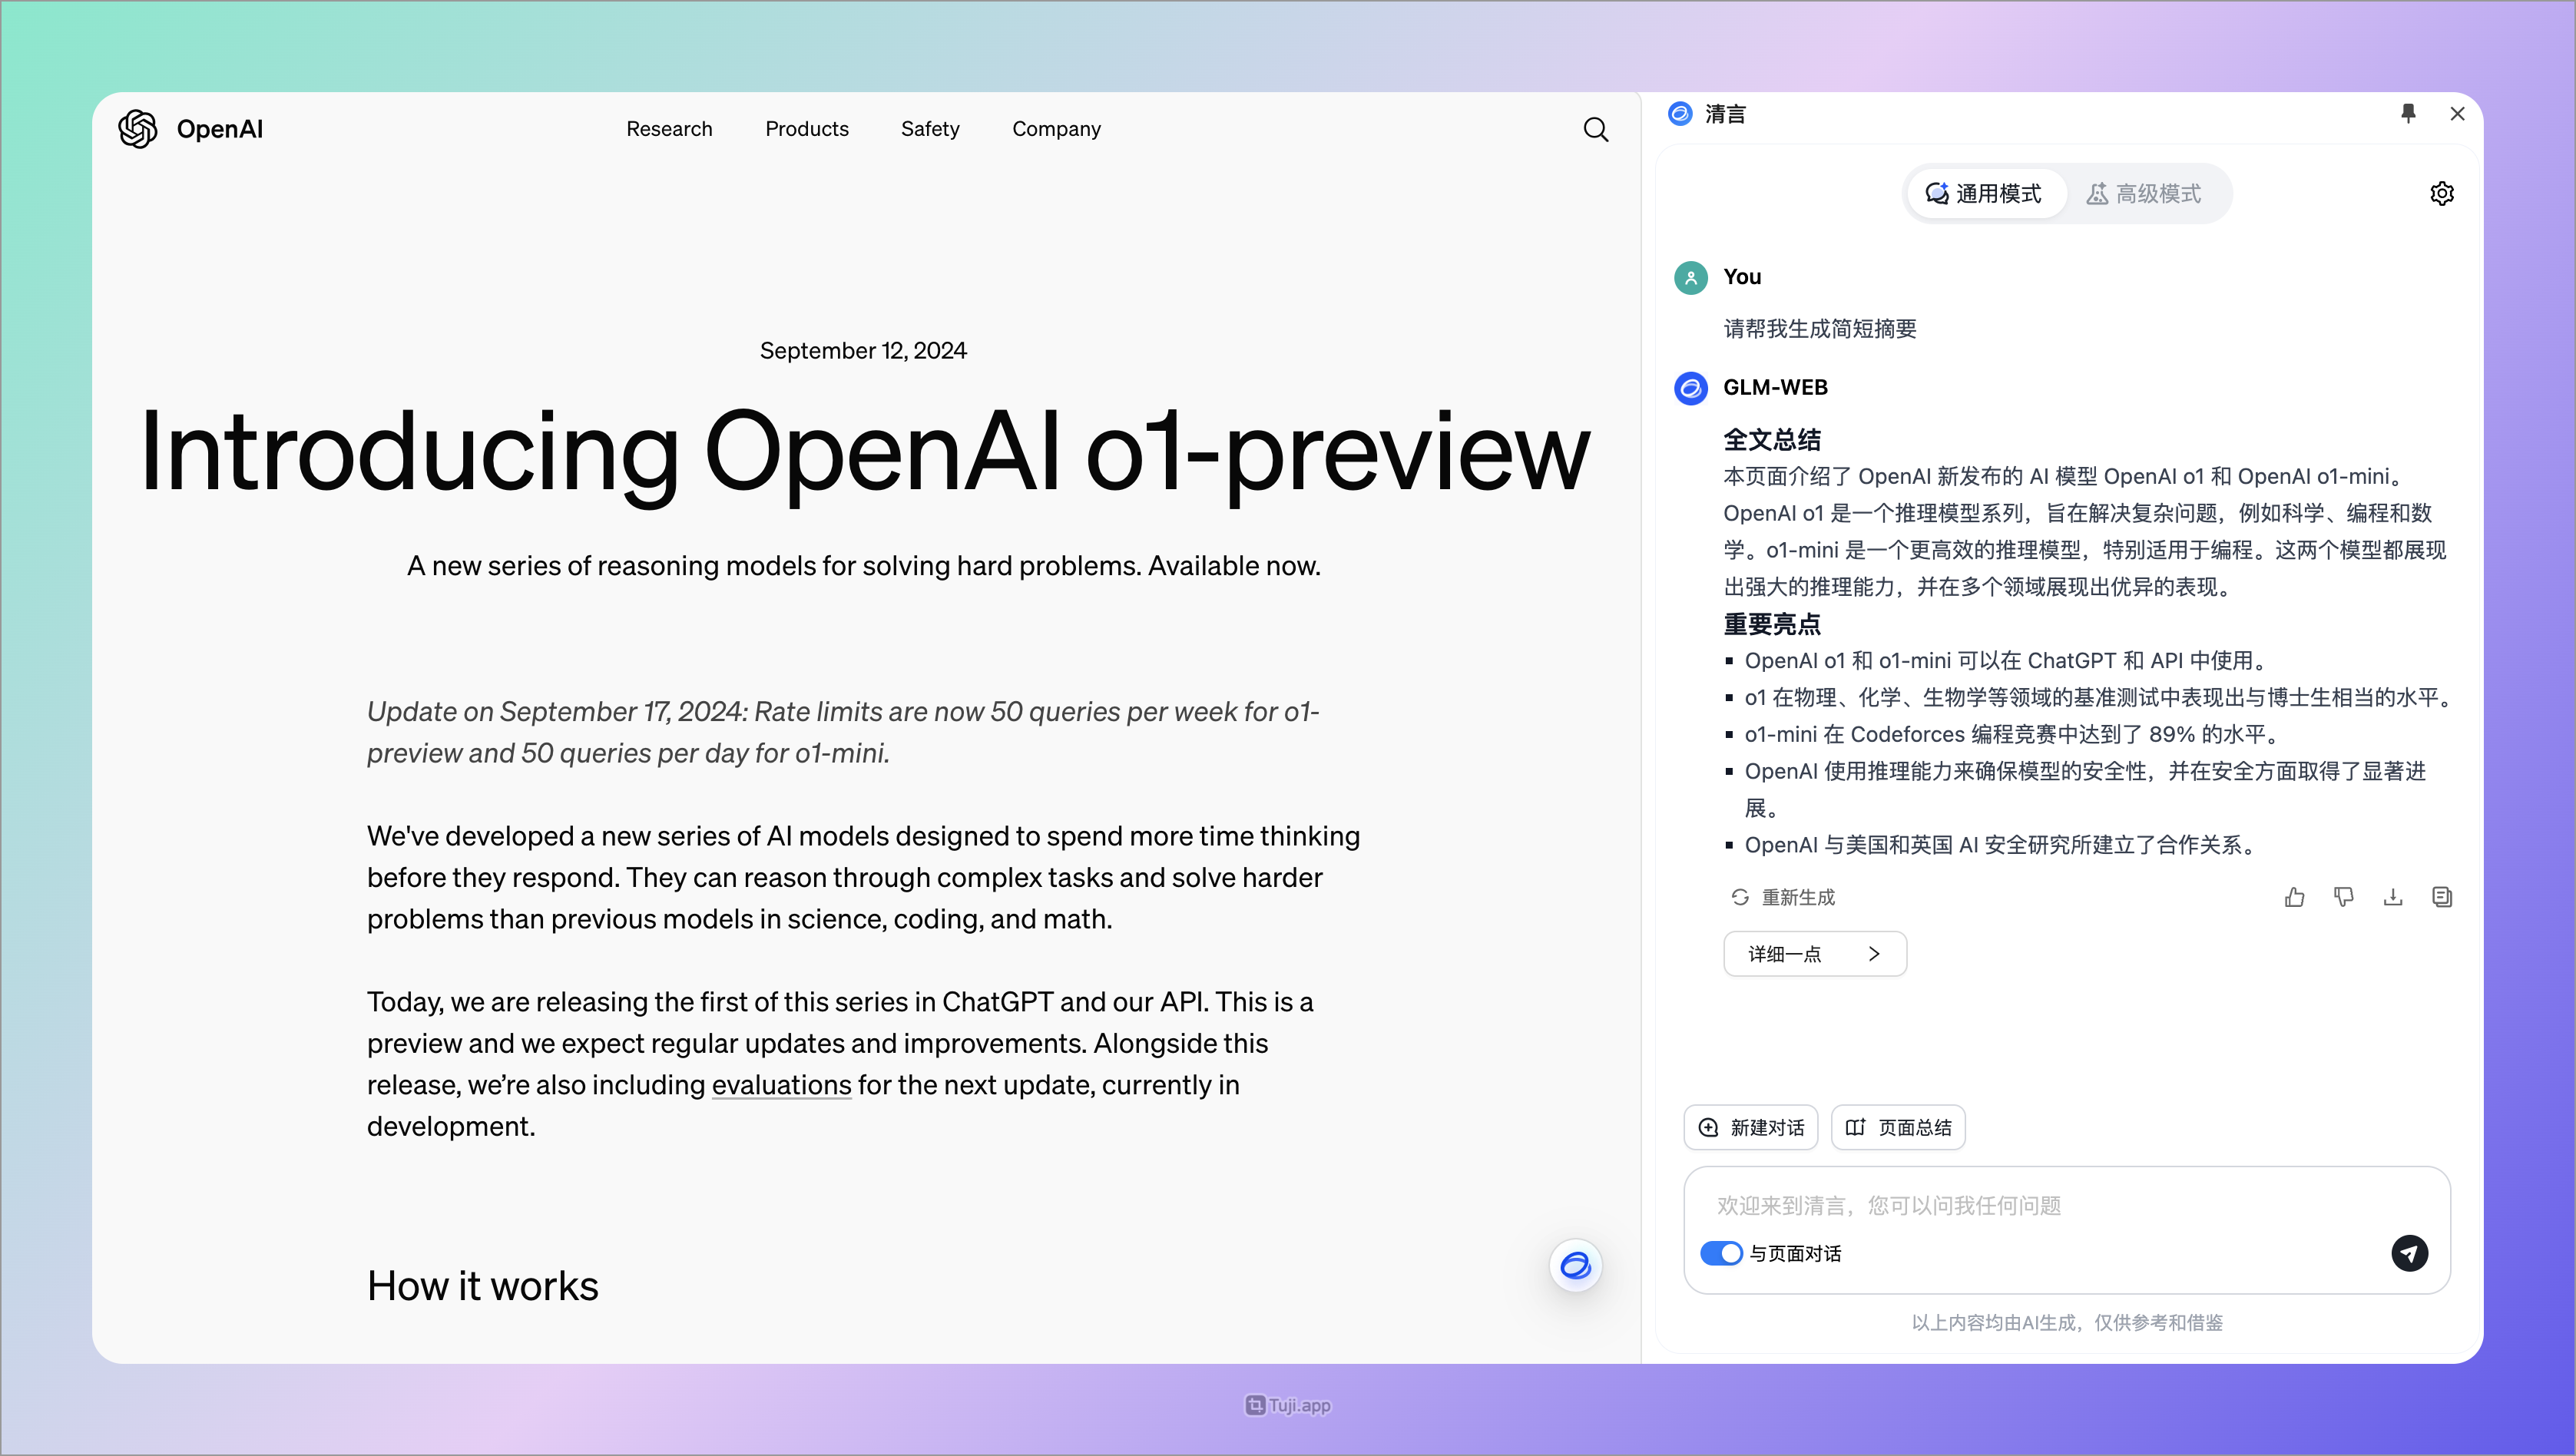 OpenAI
Research
Products
Safety
Company
September 12, 2024
Introducing OpenAI o1-preview
A new series of reasoning models for solving hard problems. Available now.
Update on September 17, 2024: Rate limits are now 50 queries per week for o1-
preview and 50 queries per day for o1-mini.
We've developed a new series of AI models designed to spend more time thinking
before they respond. They can reason through complex tasks and solve harder
problems than previous models in science, coding, and math.
Today, we are releasing the first of this series in ChatGPT and our API. This is a
preview and we expect regular updates and improvements. Alongside this
release, we’re also including evaluations for the next update, currently in
development.
How it works
清言
通用模式
高级模式
You
请帮我生成简短摘要
GLM-WEB
全文总结
本页面介绍了 OpenAI 新发布的 AI 模型 OpenAI o1 和 OpenAI o1-mini。
OpenAI o1 是一个推理模型系列，旨在解决复杂问题，例如科学、编程和数
学。o1-mini 是一个更高效的推理模型，特别适用于编程。这两个模型都展现
出强大的推理能力，并在多个领域展现出优异的表现。
重要亮点
▪ OpenAI o1 和 o1-mini 可以在 ChatGPT 和 API 中使用。
▪ o1 在物理、化学、生物学等领域的基准测试中表现出与博士生相当的水平。
▪ o1-mini 在 Codeforces 编程竞赛中达到了 89% 的水平。
▪ OpenAI 使用推理能力来确保模型的安全性，并在安全方面取得了显著进
展。
▪ OpenAI 与美国和英国 AI 安全研究所建立了合作关系。
重新生成
详细一点
新建对话
页面总结
欢迎来到清言，您可以问我任何问题
与页面对话
以上内容均由AI生成，仅供参考和借鉴
Tuji.app